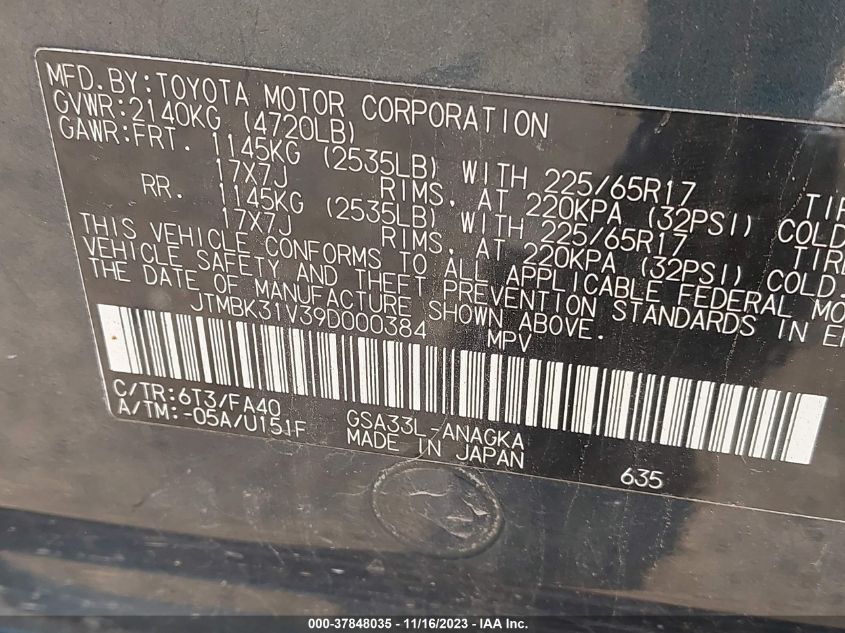 MFD.BY:TOYOTA MOTOR CORPORATION
GVWR:2140KG (4720LB)
GAWR:FRT. 1145KG (2535LB) WITH 225/65R17
17X7J RIMS, AT 220KPA (32PSI) COLD
RR. 1145KG (2535LB) WITH 225/65R17
17X7J RIMS, AT 220KPA (32PSI) COLD.
THIS VEHICLE CONFORMS TO ALL APPLICABLE FEDERAL
VEHICLE SAFETY AND THEFT PREVENTION STANDARDS IN
THE DATE OF MANUFACTURE SHOWN ABOVE.
JTMBK31V39D000384 MPV
C/TR:6T3/FA40
A/TM:-05A/U151F
GSA33L-ANAGKA
MADE IN JAPAN
635
000-37848035 - 11/16/2023 - IAA Inc.